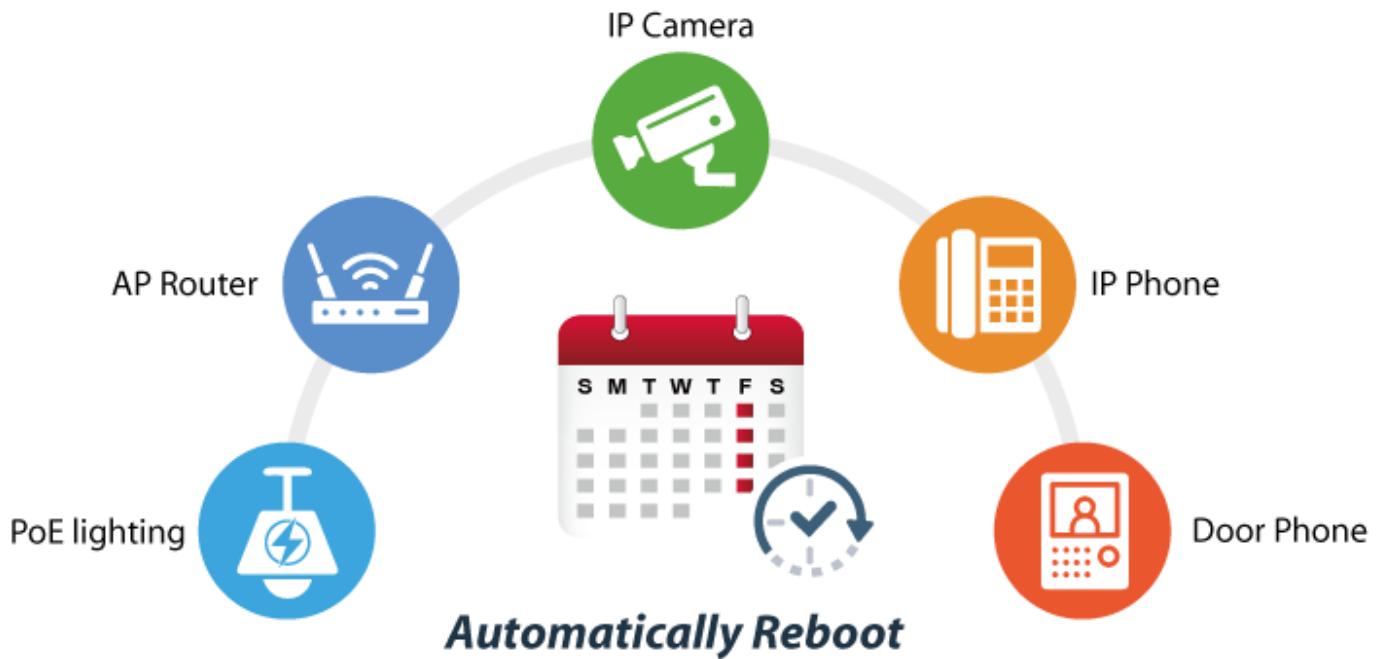 IP Camera
AP Router
IP Phone
S M T W T F S
PoE lighting
Door Phone
Automatically Reboot